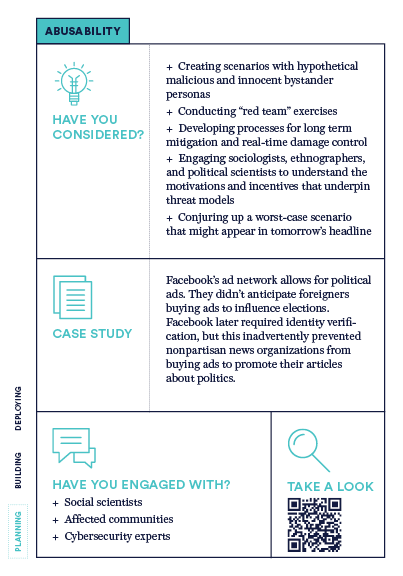 ABUSABILITY
HAVE YOU
CONSIDERED?
+ Creating scenarios with hypothetical
malicious and innocent bystander
personas
+ Conducting “red team” exercises
+ Developing processes for long term
mitigation and real-time damage control
+ Engaging sociologists, ethnographers,
and political scientists to understand the
motivations and incentives that underpin
threat models
+ Conjuring up a worst-case scenario
that might appear in tomorrow’s headline
CASE STUDY
Facebook’s ad network allows for political
ads. They didn’t anticipate foreigners
buying ads to influence elections.
Facebook later required identity verifi-
cation, but this inadvertently prevented
nonpartisan news organizations from
buying ads to promote their articles
about politics.
HAVE YOU ENGAGED WITH?
+ Social scientists
+ Affected communities
+ Cybersecurity experts
TAKE A LOOK
DEPLOYING
BUILDING
PLANNING